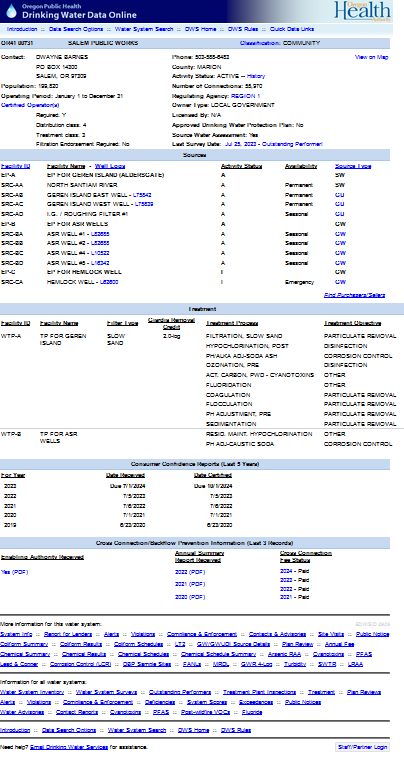 Oregon Public Health
Drinking Water Data Online
Oregon Health
Introduction :: Data Search Options :: Water System Search :: DWS Home :: DWS Rules :: Quick Data Links
OR41 00731 SALEM PUBLIC WORKS Classification: COMMUNITY
Contact: DWAYNE BARNES Phone: 503-588-6483 View on Map
PO BOX 14300 County: MARION
SALEM, OR 97309 Activity Status: ACTIVE -- History
Population: 199,820 Number of Connections: 55,970
Operating Period: January 1 to December 31 Regulating Agency: REGION 1
Certified Operator(s) Owner Type: LOCAL GOVERNMENT
Required: Y Licensed By: N/A
Distribution class: 4 Approved Drinking Water Protection Plan: No
Treatment class: 3 Source Water Assessment: Yes
Filtration Endorsement Required: No Last Survey Date: Jul 25, 2023 - Outstanding Performer!
Sources
Facility ID Facility Name - Well Logs Activity Status Availability Source Type
EP-A EP FOR GEREN ISLAND (ALDERSGATE) A SW
SRC-AA NORTH SANTIAM RIVER A Permanent SW
SRC-AB GEREN ISLAND EAST WELL - A Permanent GU
SRC-AC GEREN ISLAND WEST WELL - A Permanent GU
SRC-AD I.G. / ROUGHING FILTER #1 A Seasonal GU
EP-B EP FOR ASR WELLS A GW
SRC-BA ASR WELL #1 - A Seasonal GW
SRC-BB ASR WELL #2 - A Seasonal GW
SRC-BC ASR WELL #4 - A Seasonal GW
SRC-BD ASR WELL #5 - A Seasonal GW
EP-C EP FOR HEMLOCK WELL I GW
SRC-CA HEMLOCK WELL - I Emergency GW
Find Purchasers/Sellers
Treatment
Facility ID Facility Name Filter Type Giardia Removal Credit Treatment Process Treatment Objective
WTP-A TP FOR GEREN ISLAND SLOW SAND 2.0-log FILTRATION, SLOW SAND PARTICULATE REMOVAL
HYPOCHLORINATION, POST DISINFECTION
PH/ALKA ADJ-SODA ASH CORROSION CONTROL
OZONATION, PRE DISINFECTION
ACT. CARBON, PWD - CYANOTOXINS OTHER
FLUORIDATION OTHER
COAGULATION PARTICULATE REMOVAL
FLOCCULATION PARTICULATE REMOVAL
PH ADJUSTMENT, PRE PARTICULATE REMOVAL
SEDIMENTATION PARTICULATE REMOVAL
WTP-B TP FOR ASR WELLS RESID. MAINT. HYPOCHLORINATION OTHER
PH ADJ-CAUSTIC SODA CORROSION CONTROL
Consumer Confidence Reports (Last 5 Years)
For Year Date Received Date Certified
2023 Due 7/1/2024 Due 10/1/2024
2022 7/5/2023 7/5/2023
2021 7/6/2022 7/6/2022
2020 7/1/2021 7/1/2021
2019 6/23/2020 6/23/2020
Cross Connection/Backflow Prevention Information (Last 3 Records)
Enabling Authority Received Annual Summary Report Received Cross Connection Fee Status
Yes (PDF) 2022 (PDF) 2024 - Paid
2023 - Paid
2021 (PDF) 2022 - Paid
2020 (PDF) 2021 - Paid
More information for this water system:
System Info :: Report for Lenders :: Alerts :: Violations :: Compliance & Enforcement :: Contacts & Advisories :: Site Visits :: Public Notice
Coliform Summary :: Coliform Results :: Coliform Schedules :: LT2 :: GW/GWUDI Source Details :: Plan Review :: Annual Fee
Chemical Summary :: Chemical Results :: Chemical Schedules :: Chemical Schedule Summary :: Arsenic RAA :: Cyanotoxins :: PFAS
Lead & Copper :: Corrosion Control (LCR) :: DBP Sample Sites :: FANLs :: MRDL :: GWR 4-Log :: Turbidity :: SWTR :: LRAA
Information for all water systems:
Water System Inventory :: Water System Surveys :: Outstanding Performers :: Treatment Plant Inspections :: Treatment :: Plan Reviews
Alerts :: Violations :: Compliance & Enforcement :: Deficiencies :: System Scores :: Exceedances :: Public Notices
Water Advisories :: Contact Reports :: Cyanotoxins :: PFAS :: Post-wildfire VOCs :: Fluoride
Introduction :: Data Search Options :: Water System Search :: DWS Home :: DWS Rules
Need help? Email Drinking Water Services for assistance. State/Partner Login